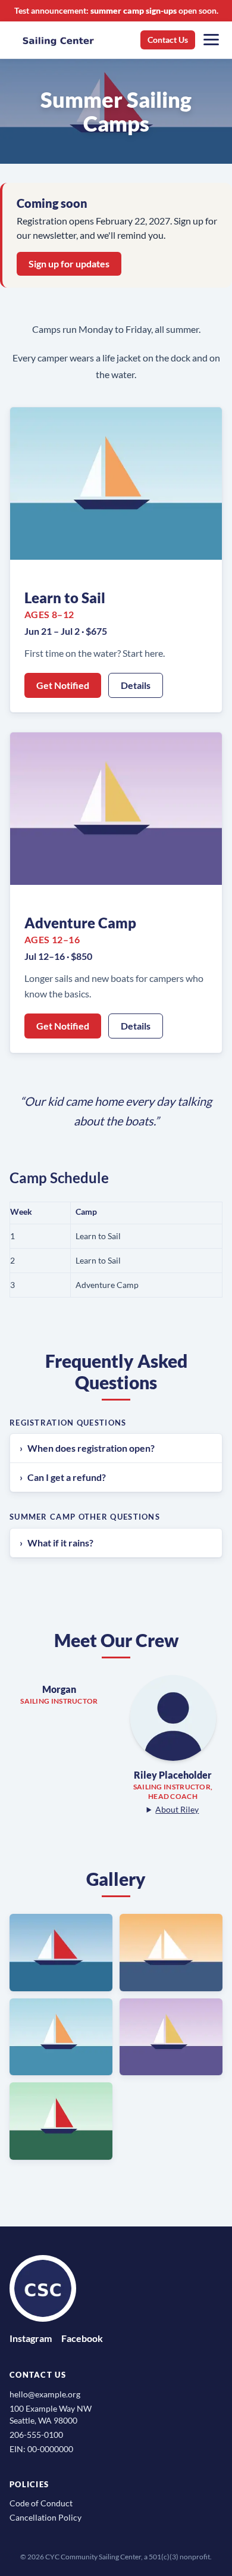 Test announcement: summer camp sign-ups open soon.
Sailing Center
Contact Us
Summer Sailing
Camps
Coming soon
Registration opens February 22, 2027. Sign up for
our newsletter, and we'll remind you.
Sign up for updates
Camps run Monday to Friday, all summer.
Every camper wears a life jacket on the dock and on
the water.
Learn to Sail
AGES 8–12
Jun 21 – Jul 2 · $675
First time on the water? Start here.
Get Notified Details
Adventure Camp
AGES 12–16
Jul 12–16 · $850
Longer sails and new boats for campers who
know the basics.
Get Notified Details
“Our kid came home every day talking
about the boats.”
Camp Schedule
Week Camp
1 Learn to Sail
2 Learn to Sail
3 Adventure Camp
Frequently Asked
Questions
REGISTRATION QUESTIONS
› When does registration open?
› Can I get a refund?
SUMMER CAMP OTHER QUESTIONS
› What if it rains?
Meet Our Crew
Morgan
SAILING INSTRUCTOR
Riley Placeholder
SAILING INSTRUCTOR,
HEAD COACH
▶ About Riley
Gallery
CSC
Instagram Facebook
CONTACT US
hello@example.org
100 Example Way NW
Seattle, WA 98000
206-555-0100
EIN: 00-0000000
POLICIES
Code of Conduct
Cancellation Policy
© 2026 CYC Community Sailing Center, a 501(c)(3) nonprofit.